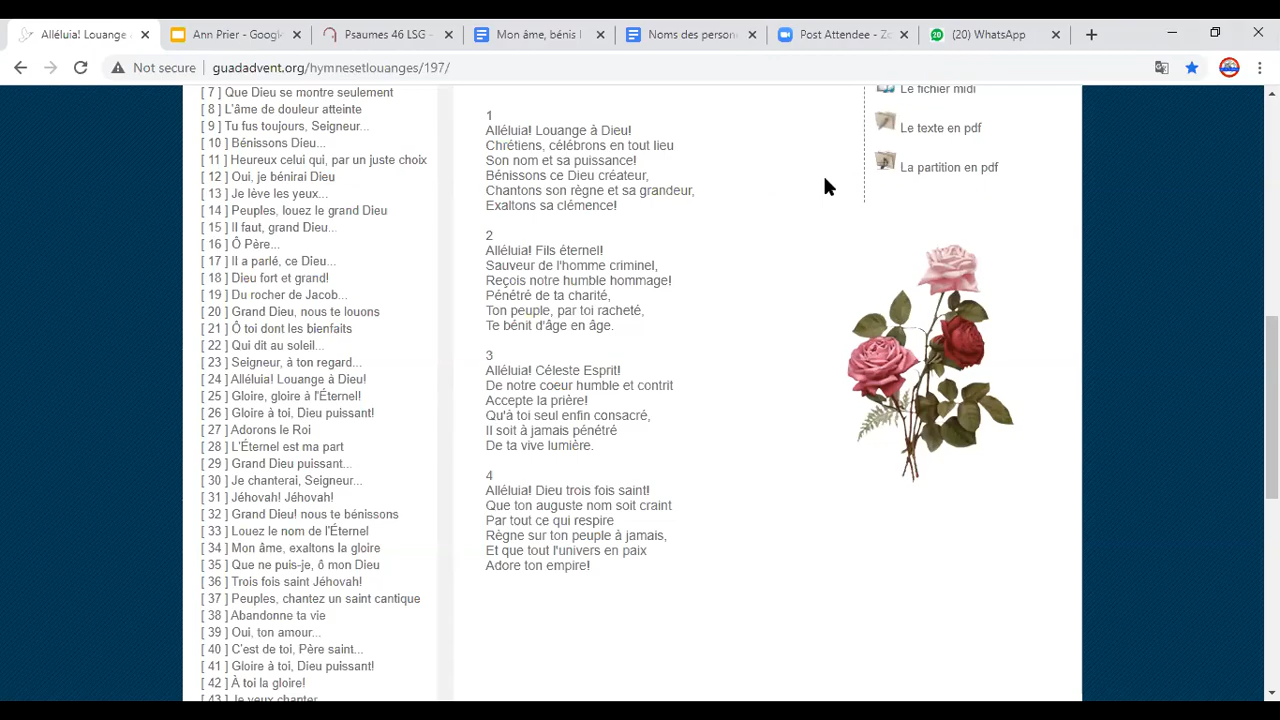 Alléluia! Louange à
Ann Prier - Google
Psaumes 46 LSG
Mon âme, bénis l
Noms des person
Post Attendee - Zo
(20) WhatsApp
Not secure
guadadvent.org/hymnesetlouanges/197/
[ 7 ] Que Dieu se montre seulement
[ 8 ] L'âme de douleur atteinte
[ 9 ] Tu fus toujours, Seigneur...
[ 10 ] Bénissons Dieu...
[ 11 ] Heureux celui qui, par un juste choix
[ 12 ] Oui, je bénirai Dieu
[ 13 ] Je lève les yeux...
[ 14 ] Peuples, louez le grand Dieu
[ 15 ] Il faut, grand Dieu...
[ 16 ] Ô Père...
[ 17 ] Il a parlé, ce Dieu...
[ 18 ] Dieu fort et grand!
[ 19 ] Du rocher de Jacob...
[ 20 ] Grand Dieu, nous te louons
[ 21 ] Ô toi dont les bienfaits
[ 22 ] Qui dit au soleil...
[ 23 ] Seigneur, à ton regard...
[ 24 ] Alléluia! Louange à Dieu!
[ 25 ] Gloire, gloire à l'Éternel!
[ 26 ] Gloire à toi, Dieu puissant!
[ 27 ] Adorons le Roi
[ 28 ] L'Éternel est ma part
[ 29 ] Grand Dieu puissant...
[ 30 ] Je chanterai, Seigneur...
[ 31 ] Jéhovah! Jéhovah!
[ 32 ] Grand Dieu! nous te bénissons
[ 33 ] Louez le nom de l'Éternel
[ 34 ] Mon âme, exaltons la gloire
[ 35 ] Que ne puis-je, ô mon Dieu
[ 36 ] Trois fois saint Jéhovah!
[ 37 ] Peuples, chantez un saint cantique
[ 38 ] Abandonne ta vie
[ 39 ] Oui, ton amour...
[ 40 ] C'est de toi, Père saint...
[ 41 ] Gloire à toi, Dieu puissant!
[ 42 ] À toi la gloire!
[ 43 ] Je veux chanter
1
Alléluia! Louange à Dieu!
Chrétiens, célébrons en tout lieu
Son nom et sa puissance!
Bénissons ce Dieu créateur,
Chantons son règne et sa grandeur,
Exaltons sa clémence!
2
Alléluia! Fils éternel!
Sauveur de l'homme criminel,
Reçois notre humble hommage!
Pénétré de ta charité,
Ton peuple, par toi racheté,
Te bénit d'âge en âge.
3
Alléluia! Céleste Esprit!
De notre coeur humble et contrit
Accepte la prière!
Qu'à toi seul enfin consacré,
Il soit à jamais pénétré
De ta vive lumière.
4
Alléluia! Dieu trois fois saint!
Que ton auguste nom soit craint
Par tout ce qui respire
Règne sur ton peuple à jamais,
Et que tout l'univers en paix
Adore ton empire!
Le fichier midi
Le texte en pdf
La partition en pdf